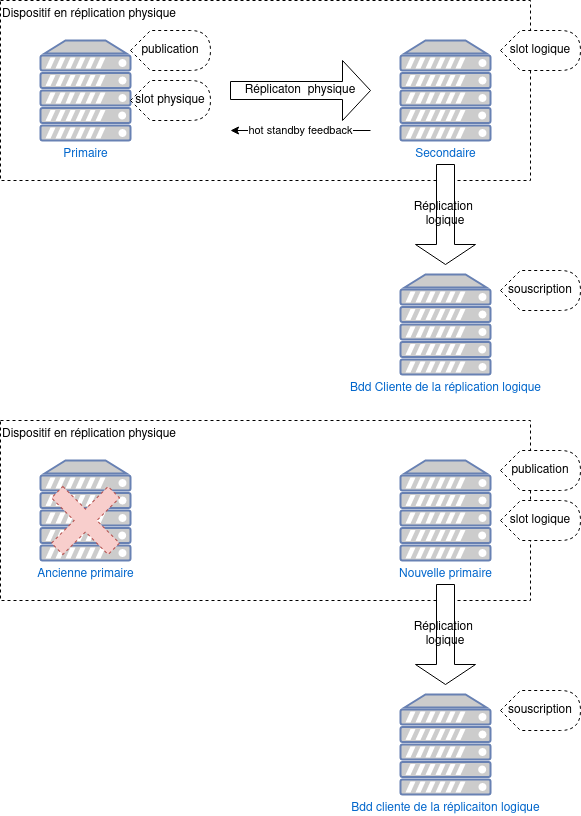 Dispositif en réplication physique
publication
slot logique
Réplicaton  physique
slot physique
hot standby feedback
Primaire
Secondaire
Réplication
logique
souscription
Bdd Cliente de la réplication logique
Dispositif en réplication physique
publication
slot logique
Ancienne primaire
Nouvelle primaire
Réplication
logique
souscription
Bdd cliente de la réplicaiton logique